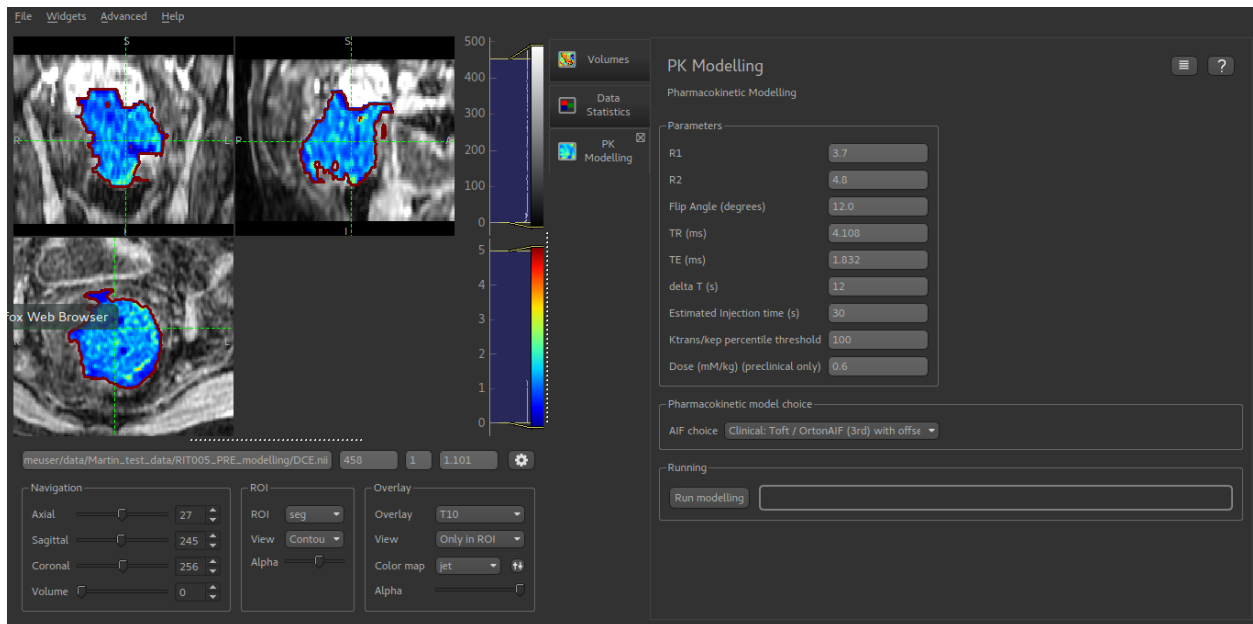 File Widgets Advanced Help
S
S
R
L
P
A
I
I
500
400
300
200
100
0
5
4
3
2
1
0
fox Web Browser
L
Volumes
Data
Statistics
PK
Modelling
PK Modelling
Pharmacokinetic Modelling
?
Parameters
R1 3.7
R2 4.8
Flip Angle (degrees) 12.0
TR (ms) 4.108
TE (ms) 1.832
delta T (s) 12
Estimated Injection time (s) 30
Ktrans/kep percentile threshold 100
Dose (mM/kg) (preclinical only) 0.6
Pharmacokinetic model choice
AIF choice Clinical: Toft / OrtonAIF (3rd) with offse
Running
Run modelling
meuser/data/Martin_test_data/RIT005_PRE_modelling/DCE.nii 458 1 1.101
Navigation
Axial 27
Sagittal 245
Coronal 256
Volume 0
ROI
ROI seg
View Contou
Alpha
Overlay
Overlay T10
View Only in ROI
Color map jet
Alpha